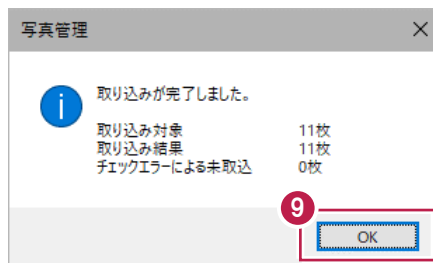 写真管理
取り込みが完了しました。
取り込み対象 11枚
取り込み結果 11枚
チェックエラーによる未取込 0枚
9
OK